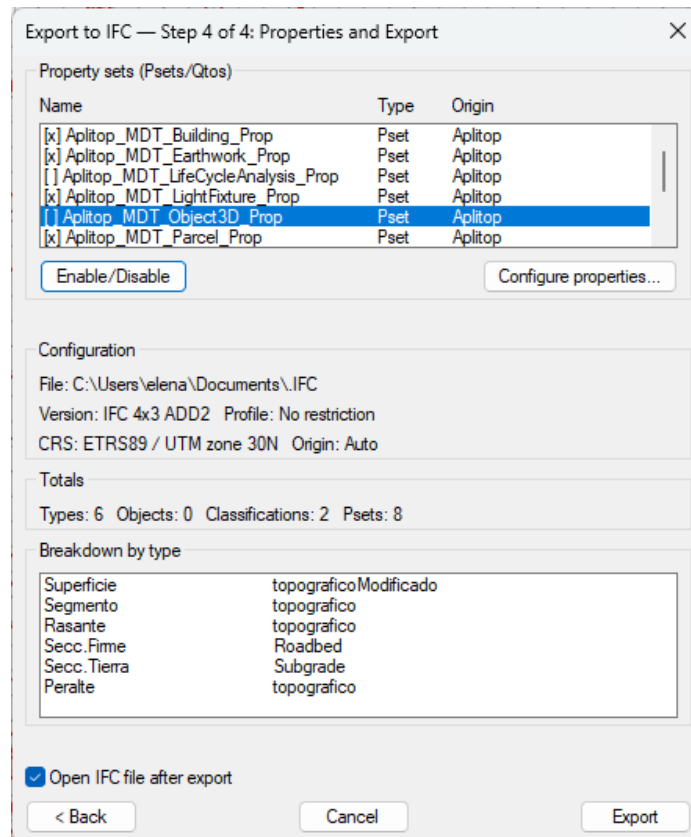 Export to IFC — Step 4 of 4: Properties and Export
Property sets (Psets/Qtos)
Name Type Origin
[x] Aplitop_MDT_Building_Prop Pset Aplitop
[x] Aplitop_MDT_Earthwork_Prop Pset Aplitop
[ ] Aplitop_MDT_LifeCycleAnalysis_Prop Pset Aplitop
[x] Aplitop_MDT_LightFixture_Prop Pset Aplitop
[ ] Aplitop_MDT_Object3D_Prop Pset Aplitop
[x] Aplitop_MDT_Parcel_Prop Pset Aplitop
Enable/Disable Configure properties...
Configuration
File: C:\Users\elena\Documents\.IFC
Version: IFC 4x3 ADD2 Profile: No restriction
CRS: ETRS89 / UTM zone 30N Origin: Auto
Totals
Types: 6 Objects: 0 Classifications: 2 Psets: 8
Breakdown by type
Superficie topograficoModificado
Segmento topografico
Rasante topografico
Secc.Firme Roadbed
Secc.Tierra Subgrade
Peralte topografico
Open IFC file after export
< Back Cancel Export